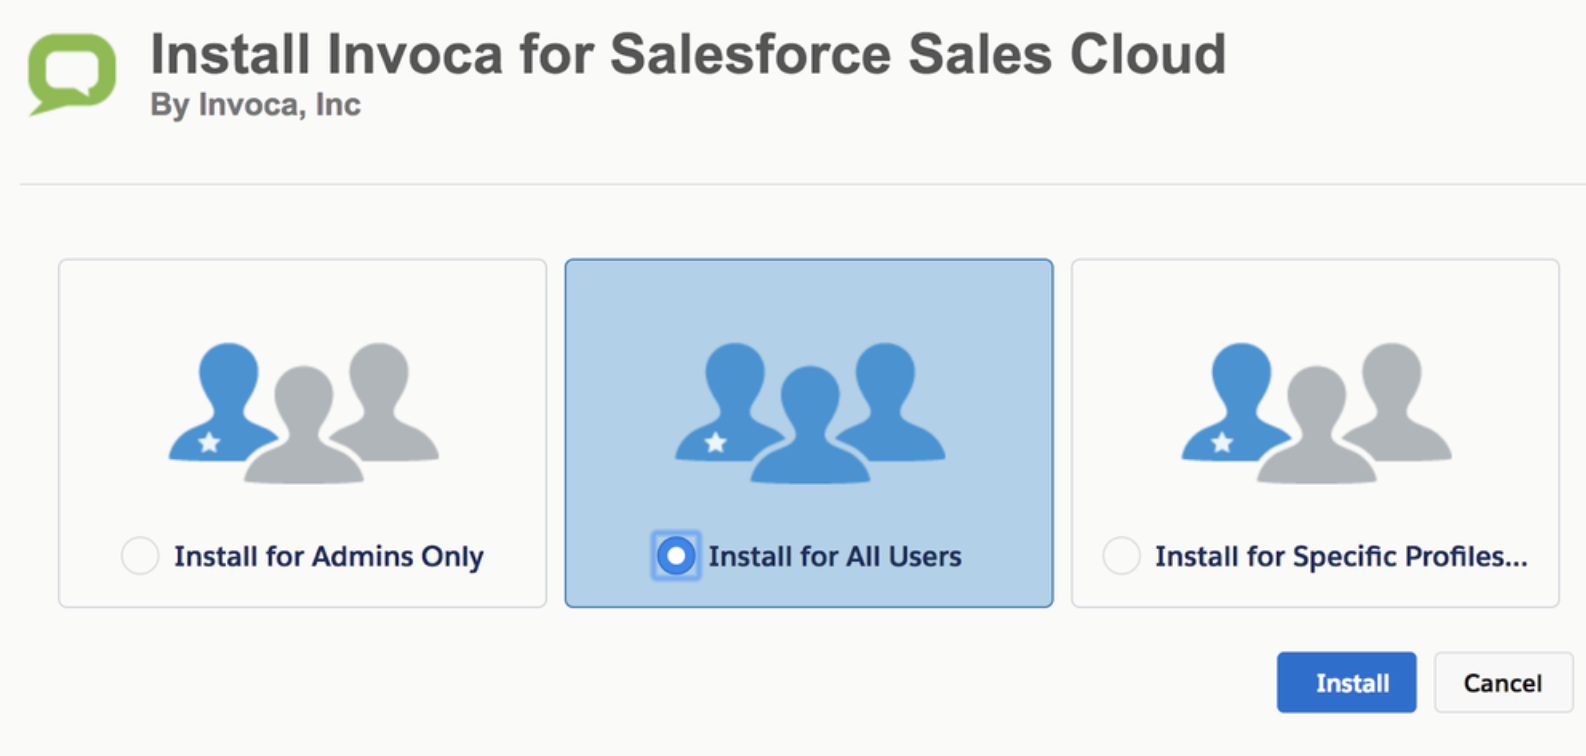 Install Invoca for Salesforce Sales Cloud
By Invoca, Inc
Install for Admins Only
Install for All Users
Install for Specific Profiles...
Install
Cancel